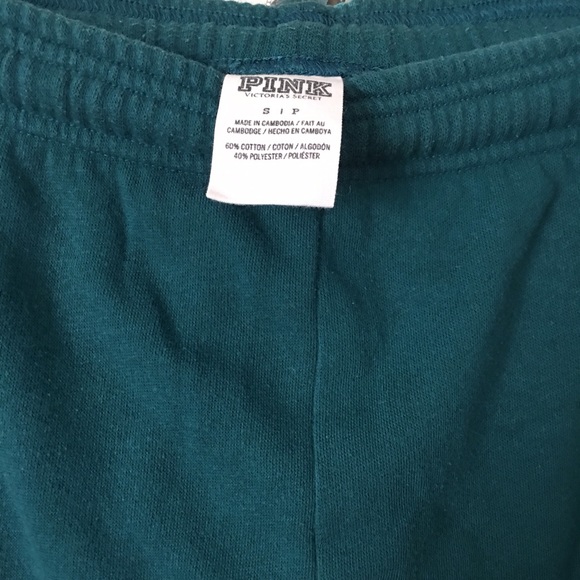 PINK
VICTORIA'S SECRET
S | P
MADE IN CAMBODIA / FAIT AU
CAMBODGE / HECHO EN CAMBOYA
60% COTTON / COTON / ALGODÓN
40% POLYESTER / POLIÉSTER